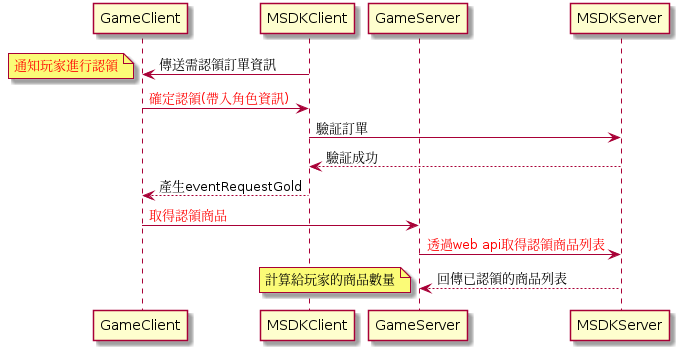 GameClient
MSDKClient
GameServer
MSDKServer
通知玩家進行認領
傳送需認領訂單資訊
確定認領(帶入角色資訊)
驗証訂單
驗証成功
產生eventRequestGold
取得認領商品
透過web api取得認領商品列表
計算給玩家的商品數量
回傳已認領的商品列表
GameClient
MSDKClient
GameServer
MSDKServer